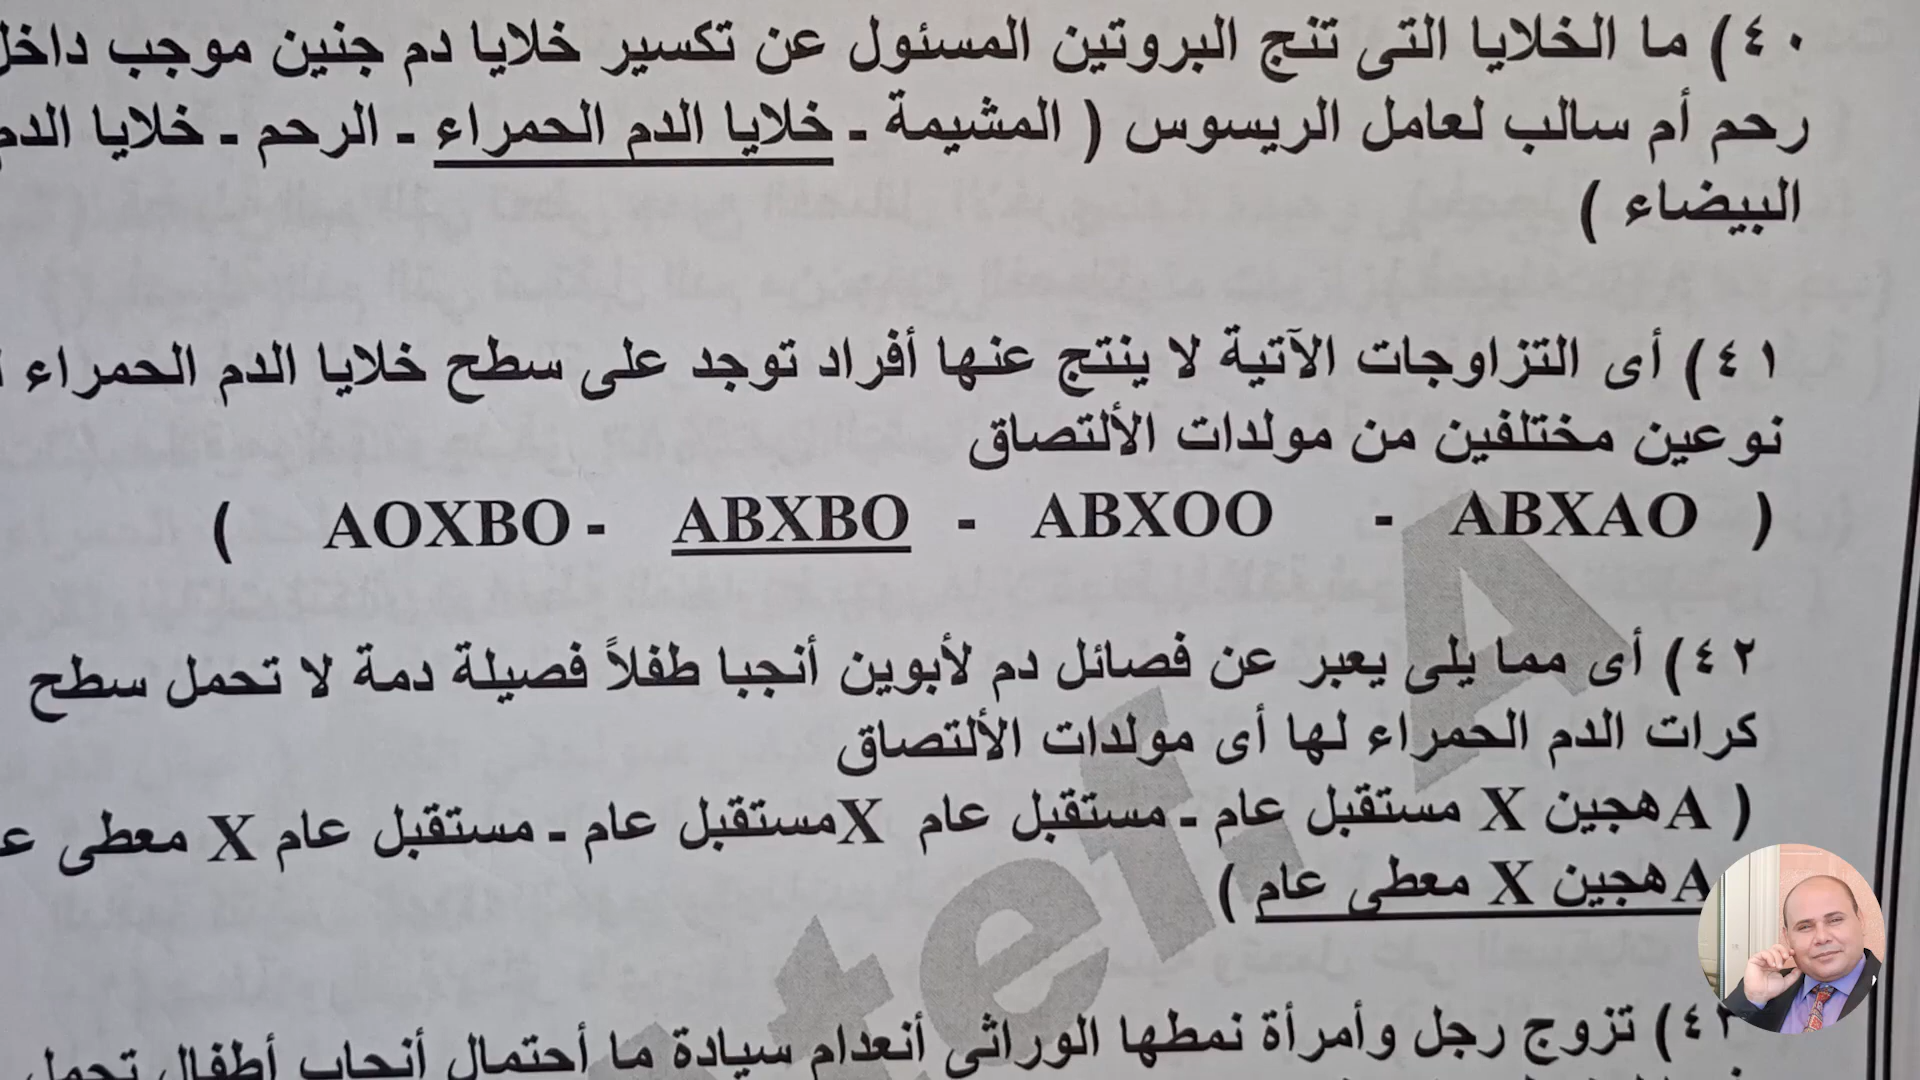 ٤٠) ما الخلايا التى تنج البروتين المسئول عن تكسير خلايا دم جنين موجب داخل
رحم أم سالب لعامل الريسوس ( المشيمة - خلايا الدم الحمراء - الرحم - خلايا الدم
البيضاء )
٤١) أى التزاوجات الآتية لا ينتج عنها أفراد توجد على سطح خلايا الدم الحمراء
نوعين مختلفين من مولدات الألتصاق
( AOXBO - ABXBO - ABXOO - ABXAO )
٤٢) أى مما يلى يعبر عن فصائل دم لأبوين أنجبا طفلاً فصيلة دمة لا تحمل سطح
كرات الدم الحمراء لها أى مولدات الألتصاق
( A هجين X مستقبل عام - مستقبل عام X مستقبل عام - مستقبل عام X معطى
A هجين X معطى عام )
٤٣) تزوج رجل وأمرأة نمطها الوراثى أنعدام سيادة ما أحتمال أنجاب أطفال تحمل